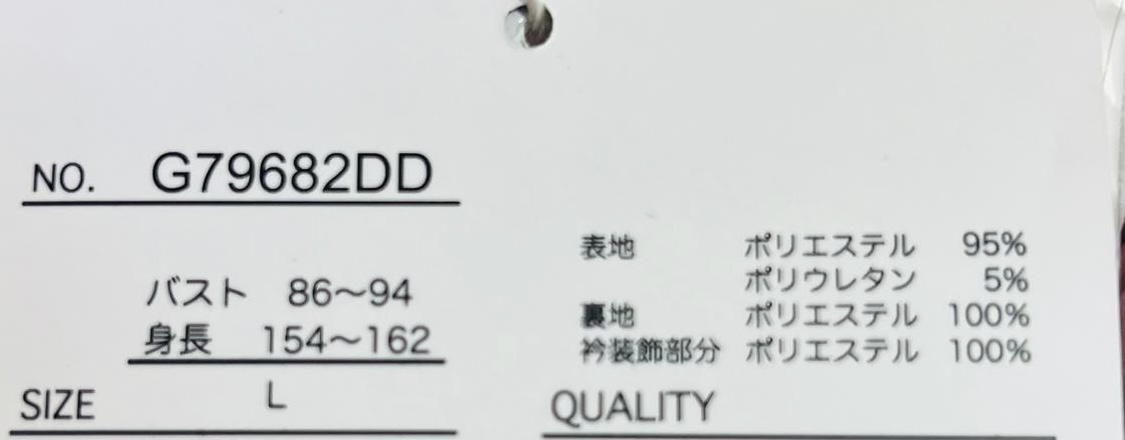 NO. G79682DD
バスト 86～94
身長 154～162
SIZE L
表地 ポリエステル 95%
ポリウレタン 5%
裏地 ポリエステル 100%
衿装飾部分 ポリエステル 100%
QUALITY